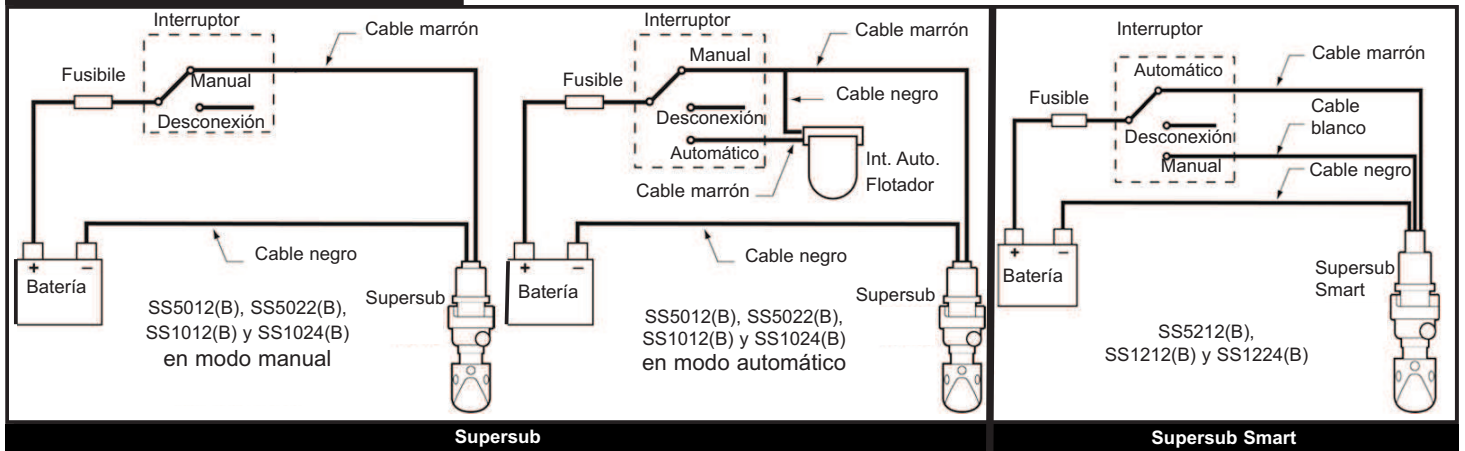 Interruptor
Cable marrón
Fusibile
Manual
Desconexión
Cable negro
+
−
Batería
Supersub
SS5012(B), SS5022(B),
SS1012(B) y SS1024(B)
en modo manual
Interruptor
Cable marrón
Manual
Fusible
Cable negro
Desconexión
Automático
Int. Auto.
Flotador
Cable marrón
Cable negro
+
−
Batería
Supersub
SS5012(B), SS5022(B),
SS1012(B) y SS1024(B)
en modo automático
Supersub
Interruptor
Cable marrón
Automático
Fusible
Cable
blanco
Desconexión
Manual
Cable negro
+
−
Batería
Supersub
Smart
SS5212(B),
SS1212(B) y SS1224(B)
Supersub Smart